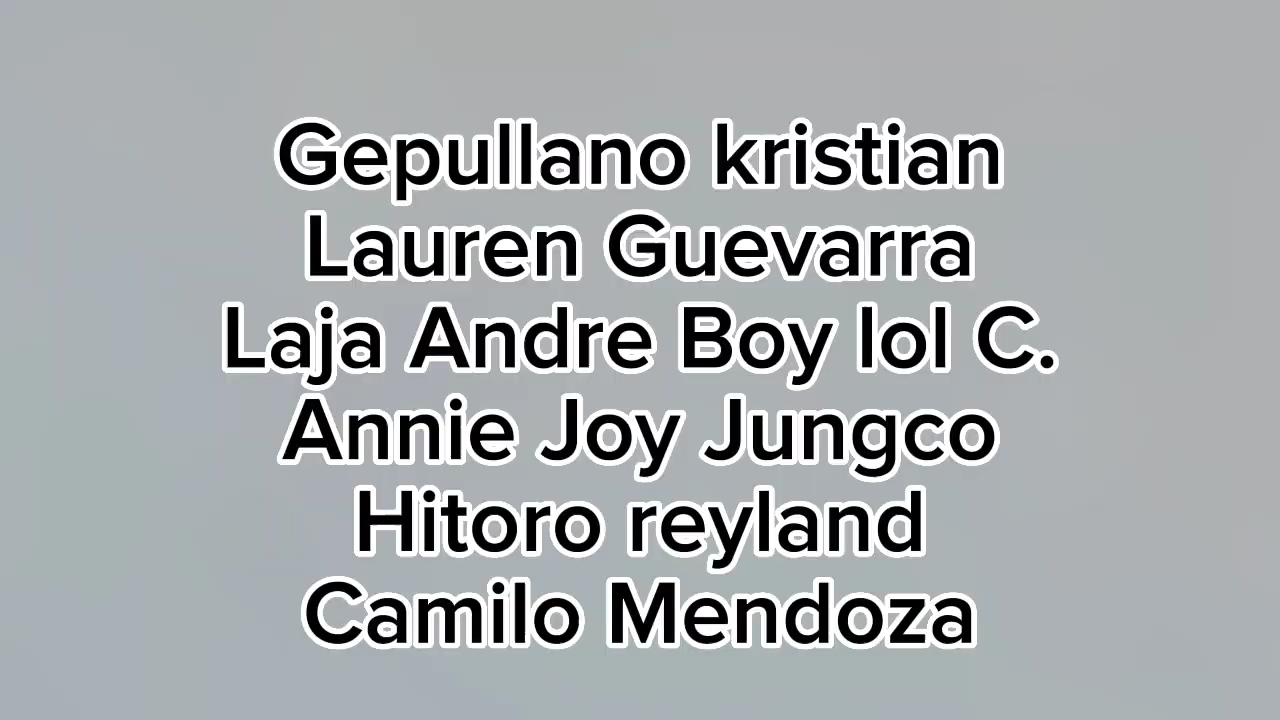 Gepullano kristian
Lauren Guevarra
Laja Andre Boy lol C.
Annie Joy Jungco
Hitoro reyland
Camilo Mendoza